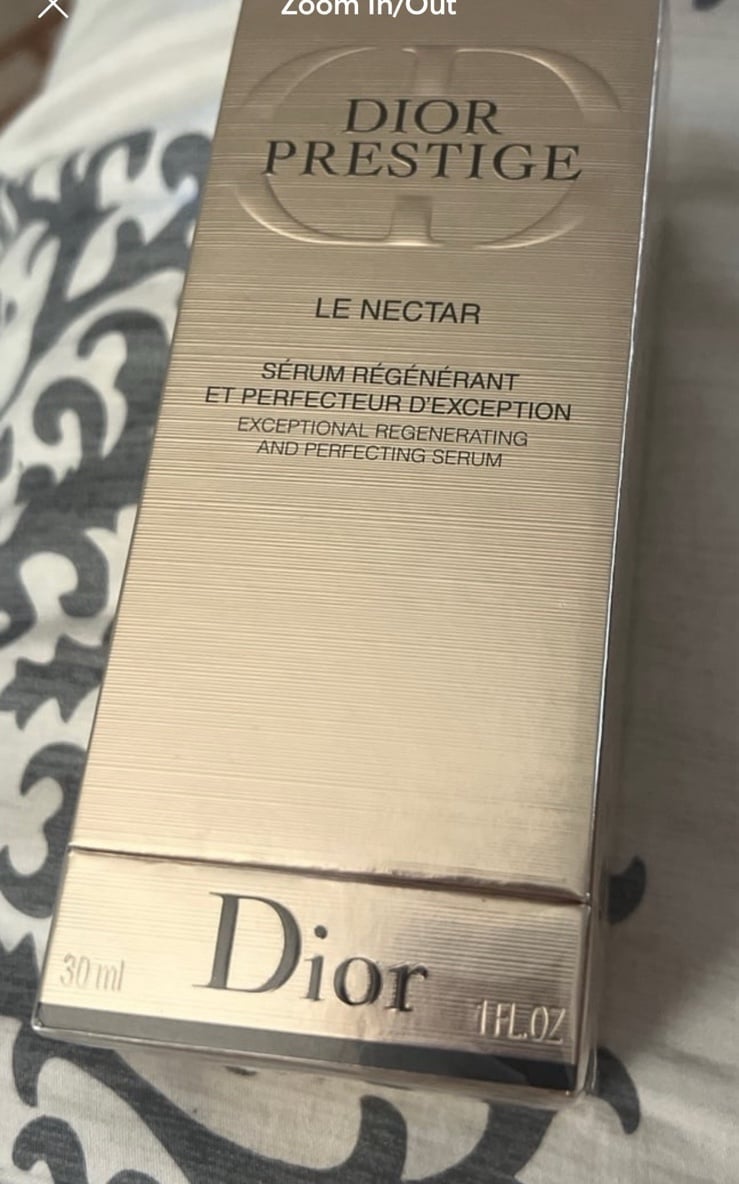 Zoom In/Out
DIOR
PRESTIGE
LE NECTAR
SÉRUM RÉGÉNÉRANT
ET PERFECTEUR D'EXCEPTION
EXCEPTIONAL REGENERATING
AND PERFECTING SERUM
Dior
30 ml
1 FL.OZ